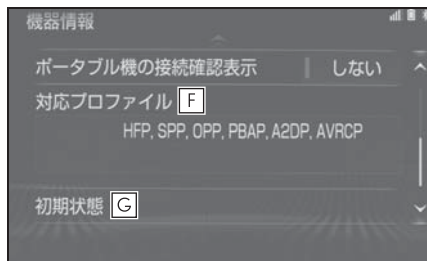 機器情報
ポータブル機の接続確認表示 しない
対応プロファイル F
HFP, SPP, OPP, PBAP, A2DP, AVRCP
初期状態 G